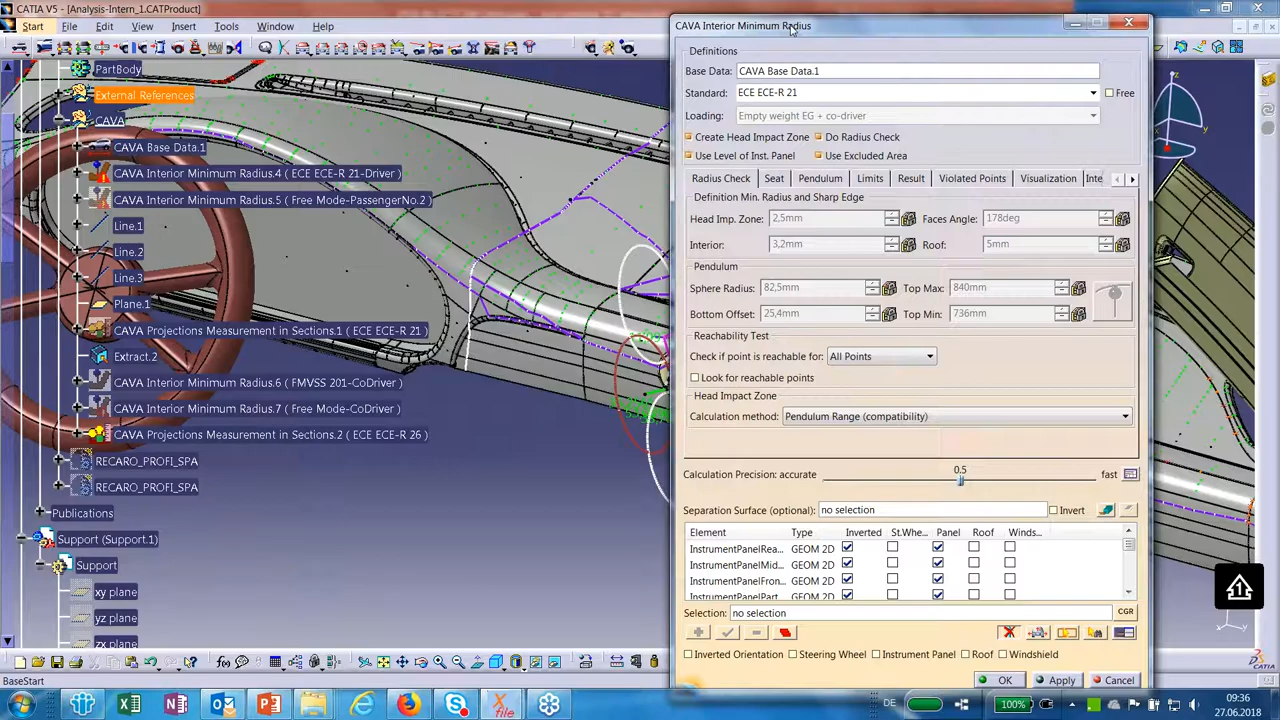 CATIA V5 - [Analysis-Intern_1.CATProduct]
Start File Edit View Insert Tools Window Help
PartBody
External References
CAVA
CAVA Base Data.1
CAVA Interior Minimum Radius.4 (ECE ECE-R 21-Driver )
CAVA Interior Minimum Radius.5 (Free Mode-PassengerNo.2 )
Line.1
Line.2
Line.3
Plane.1
CAVA Projections Measurement in Sections.1 ( ECE ECE-R 21 )
Extract.2
CAVA Interior Minimum Radius.6 ( FMVSS 201-CoDriver )
CAVA Interior Minimum Radius.7 ( Free Mode-CoDriver )
CAVA Projections Measurement in Sections.2 ( ECE ECE-R 26 )
RECARO_PROFI_SPA
RECARO_PROFI_SPA
Publications
Support (Support.1)
Support
xy plane
yz plane
zx plane
BaseStart
CAVA Interior Minimum Radius
Definitions
Base Data: CAVA Base Data.1
Standard: ECE ECE-R 21 Free
Loading: Empty weight EG + co-driver
Create Head Impact Zone Do Radius Check
Use Level of Inst. Panel Use Excluded Area
Radius Check Seat Pendulum Limits Result Violated Points Visualization Inte
Definition Min. Radius and Sharp Edge
Head Imp. Zone: 2,5mm Faces Angle: 178deg
Interior: 3,2mm Roof: 5mm
Pendulum
Sphere Radius: 82,5mm Top Max: 840mm
Bottom Offset: 25,4mm Top Min: 736mm
Reachability Test
Check if point is reachable for: All Points
Look for reachable points
Head Impact Zone
Calculation method: Pendulum Range (compatibility)
Calculation Precision: accurate 0.5 fast
Separation Surface (optional): no selection Invert
Element Type Inverted St.Whe... Panel Roof Winds...
InstrumentPanelRea... GEOM 2D
InstrumentPanelMid... GEOM 2D
InstrumentPanelFron... GEOM 2D
InstrumentPanelPart GEOM 2D
Selection: no selection CGR
Inverted Orientation Steering Wheel Instrument Panel Roof Windshield
OK Apply Cancel
z
x
1
CATIA
file
DE 100% 09:36
27.06.2018